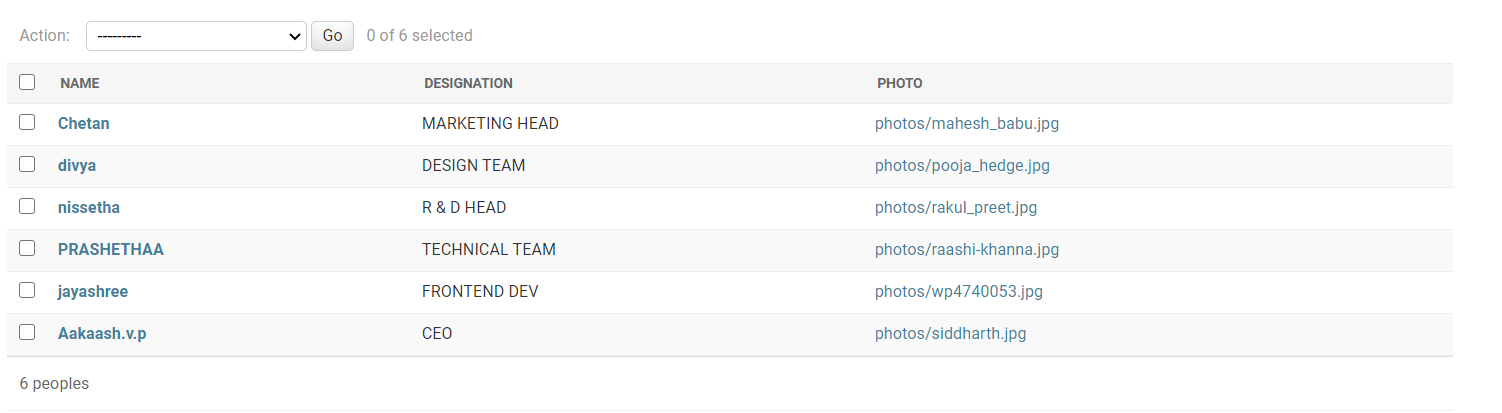 Action: --------- Go 0 of 6 selected
NAME DESIGNATION PHOTO
Chetan MARKETING HEAD photos/mahesh_babu.jpg
divya DESIGN TEAM photos/pooja_hedge.jpg
nissetha R & D HEAD photos/rakul_preet.jpg
PRASHETHAA TECHNICAL TEAM photos/raashi-khanna.jpg
jayashree FRONTEND DEV photos/wp4740053.jpg
Aakaash.v.p CEO photos/siddharth.jpg
6 peoples